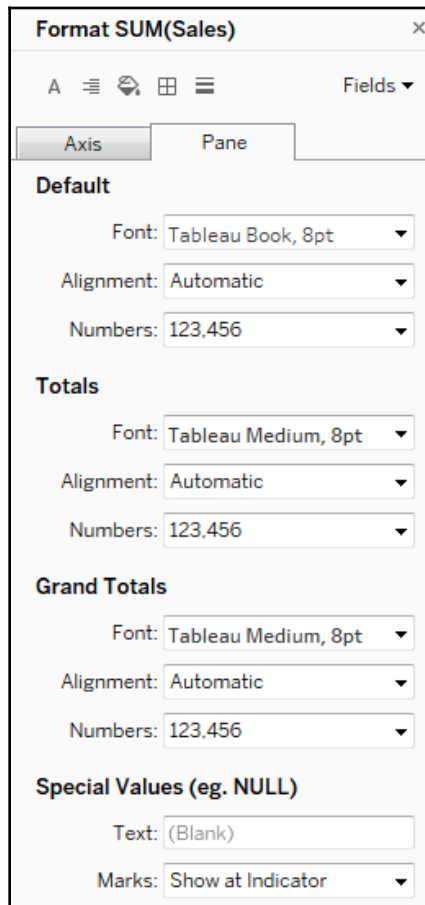 Format SUM(Sales) ×
A Fields
Axis Pane
Default
Font: Tableau Book, 8pt
Alignment: Automatic
Numbers: 123,456
Totals
Font: Tableau Medium, 8pt
Alignment: Automatic
Numbers: 123,456
Grand Totals
Font: Tableau Medium, 8pt
Alignment: Automatic
Numbers: 123,456
Special Values (eg. NULL)
Text: (Blank)
Marks: Show at Indicator